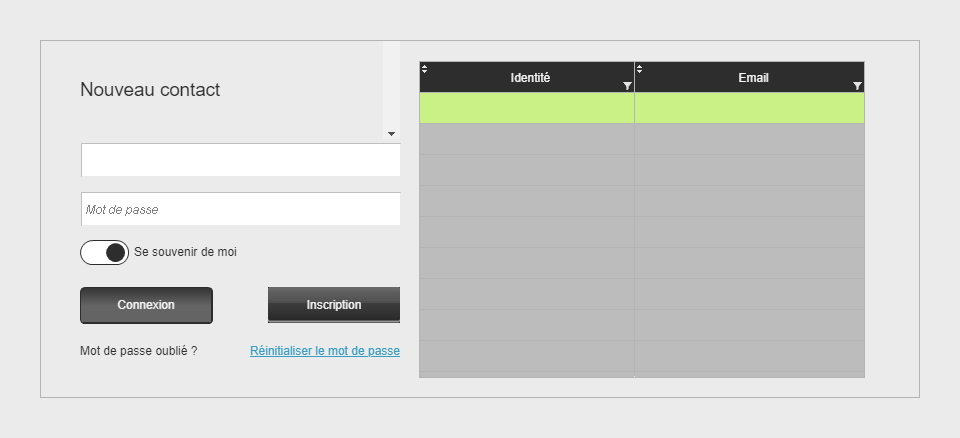 Nouveau contact
Mot de passe
Se souvenir de moi
Connexion
Inscription
Mot de passe oublié ?
Réinitialiser le mot de passe
Identité
Email